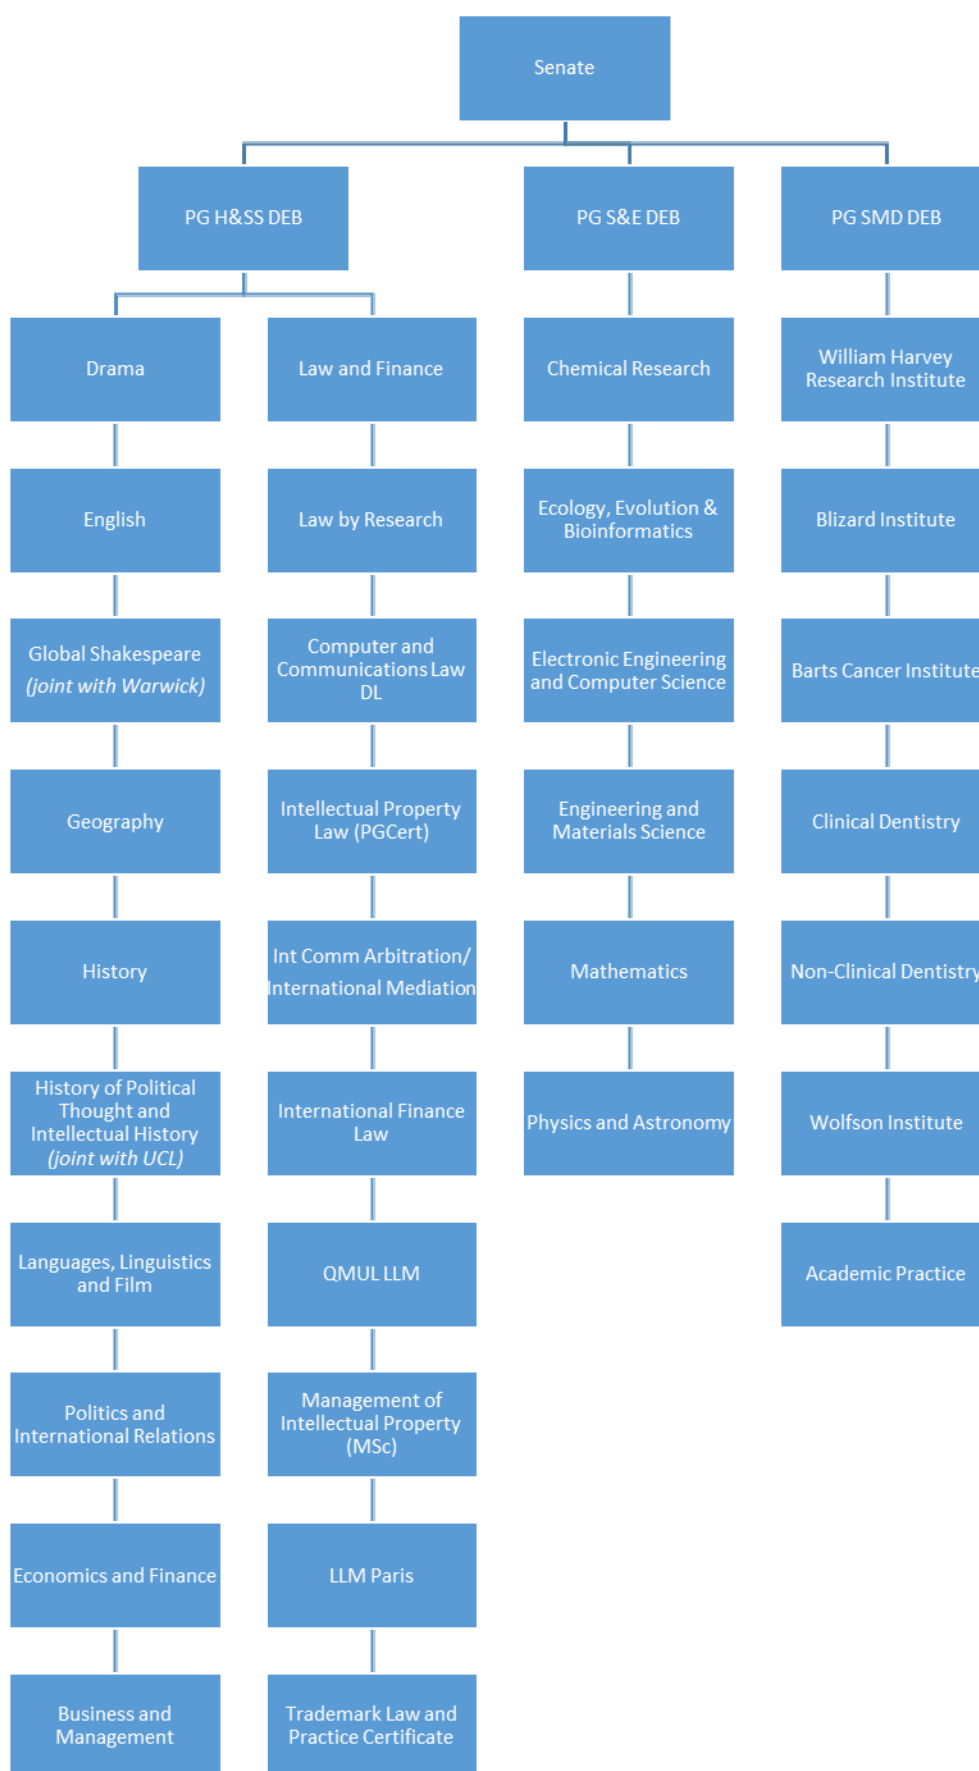 Senate
PG H&SS DEB
PG S&E DEB
PG SMD DEB
Drama
Law and Finance
Chemical Research
William Harvey
Research Institute
English
Law by Research
Ecology, Evolution &
Bioinformatics
Blizard Institute
Global Shakespeare
(joint with Warwick)
Computer and
Communications Law
DL
Electronic Engineering
and Computer Science
Barts Cancer Institute
Geography
Intellectual Property
Law (PGCert)
Engineering and
Materials Science
Clinical Dentistry
History
Int Comm Arbitration/
International Mediation
Mathematics
Non-Clinical Dentistry
History of Political
Thought and
Intellectual History
(joint with UCL)
International Finance
Law
Physics and Astronomy
Wolfson Institute
Languages, Linguistics
and Film
QMUL LLM
Academic Practice
Politics and
International Relations
Management of
Intellectual Property
(MSc)
Economics and Finance
LLM Paris
Business and
Management
Trademark Law and
Practice Certificate